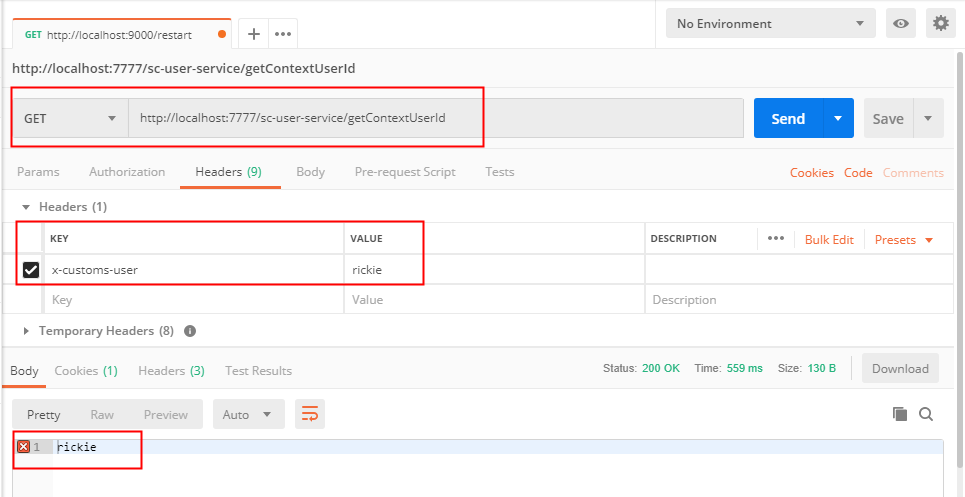 GET http://localhost:9000/restart
No Environment
http://localhost:7777/sc-user-service/getContextUserId
GET http://localhost:7777/sc-user-service/getContextUserId Send Save
Params Authorization Headers (9) Body Pre-request Script Tests Cookies Code Comments
Headers (1)
KEY VALUE DESCRIPTION Bulk Edit Presets
x-customs-user rickie
Key Value Description
Temporary Headers (8)
Body Cookies (1) Headers (3) Test Results Status: 200 OK Time: 559 ms Size: 130 B Download
Pretty Raw Preview Auto
1 rickie